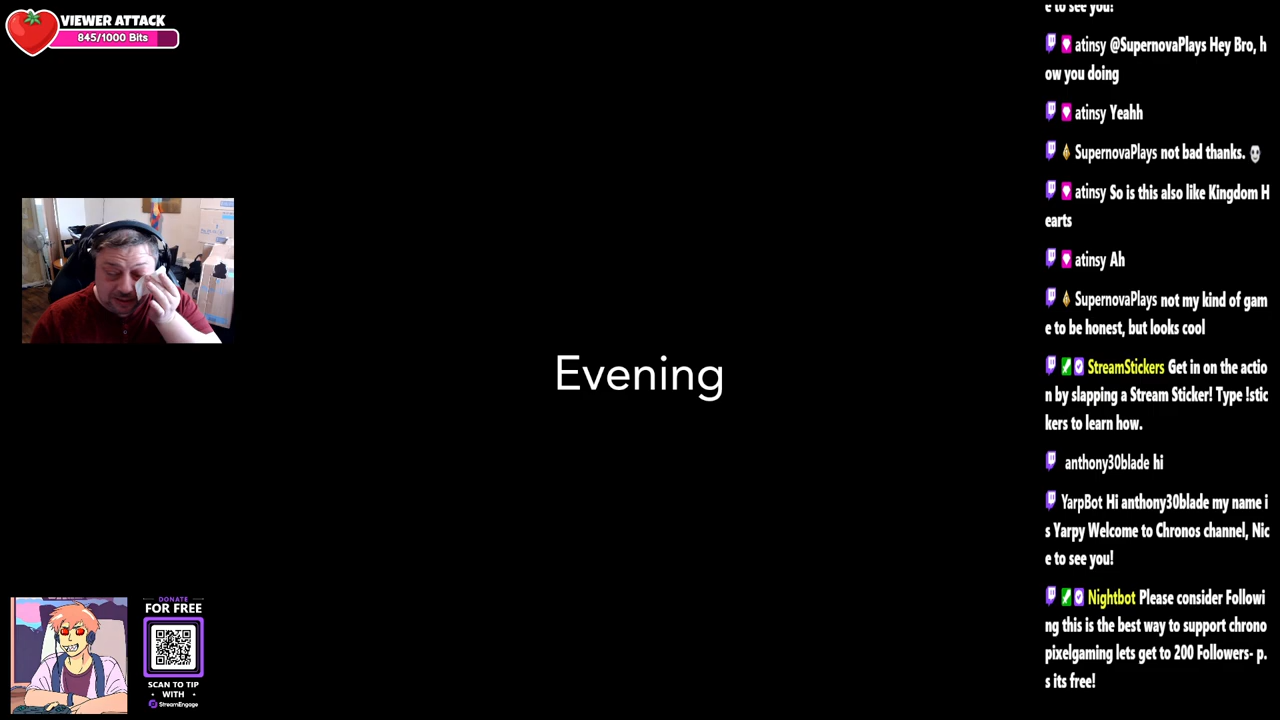 VIEWER ATTACK
845/1000 Bits
e to see you!
atinsy @SupernovaPlays Hey Bro, h
ow you doing
atinsy Yeahh
SupernovaPlays not bad thanks.
atinsy So is this also like Kingdom H
earts
atinsy Ah
SupernovaPlays not my kind of gam
e to be honest, but looks cool
StreamStickers Get in on the actio
n by slapping a Stream Sticker! Type !stic
kers to learn how.
anthony30blade hi
YarpBot Hi anthony30blade my name i
s Yarpy Welcome to Chronos channel, Nic
e to see you!
Nightbot Please consider Followi
ng this is the best way to support chrono
pixelgaming lets get to 200 Followers- p.
s its free!
Evening
DONATE
FOR FREE
SCAN TO TIP
WITH
StreamEngage